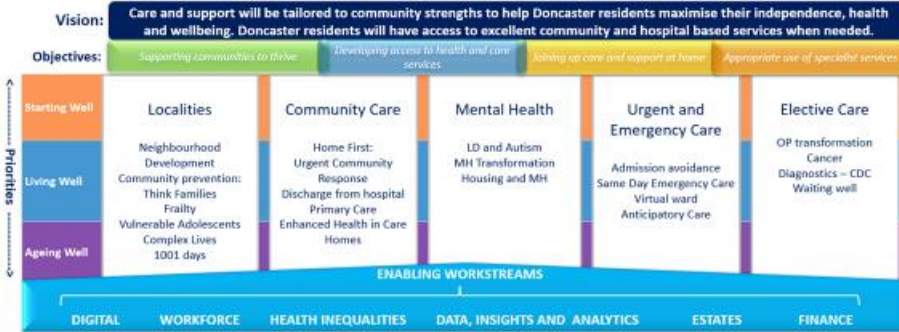 Vision:
Care and support will be tailored to community strengths to help Doncaster residents maximise their independence, health
and wellbeing. Doncaster residents will have access to excellent community and hospital based services when needed.
Objectives:
Supporting communities to thrive
Developing access to health and care
services
Joining up care and support at home
Appropriate use of specialist services
Priorities
Starting Well
Living Well
Ageing Well
Localities
Neighbourhood
Development
Community prevention:
Think Families
Frailty
Vulnerable Adolescents
Complex Lives
1001 days
Community Care
Home First:
Urgent Community
Response
Discharge from hospital
Primary Care
Enhanced Health in Care
Homes
Mental Health
LD and Autism
MH Transformation
Housing and MH
Urgent and
Emergency Care
Admission avoidance
Same Day Emergency Care
Virtual ward
Anticipatory Care
Elective Care
OP transformation
Cancer
Diagnostics – CDC
Waiting well
ENABLING WORKSTREAMS
DIGITAL
WORKFORCE
HEALTH INEQUALITIES
DATA, INSIGHTS AND ANALYTICS
ESTATES
FINANCE